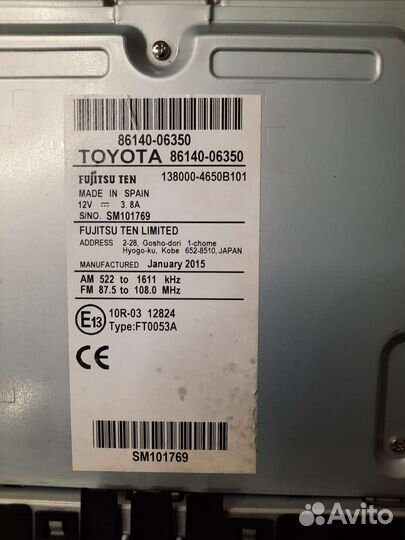 86140-06350
TOYOTA 86140-06350
FUJITSU TEN 138000-4650B101
MADE IN SPAIN
12V ⎓ 3.8A
S/NO. SM101769
FUJITSU TEN LIMITED
ADDRESS 2-28, Gosho-dori 1-chome
Hyogo-ku, Kobe 652-8510, JAPAN
MANUFACTURED January 2015
AM 522 to 1611 kHz
FM 87.5 to 108.0 MHz
E13 10R-03 12824
Type:FT0053A
CE
SM101769
Avito